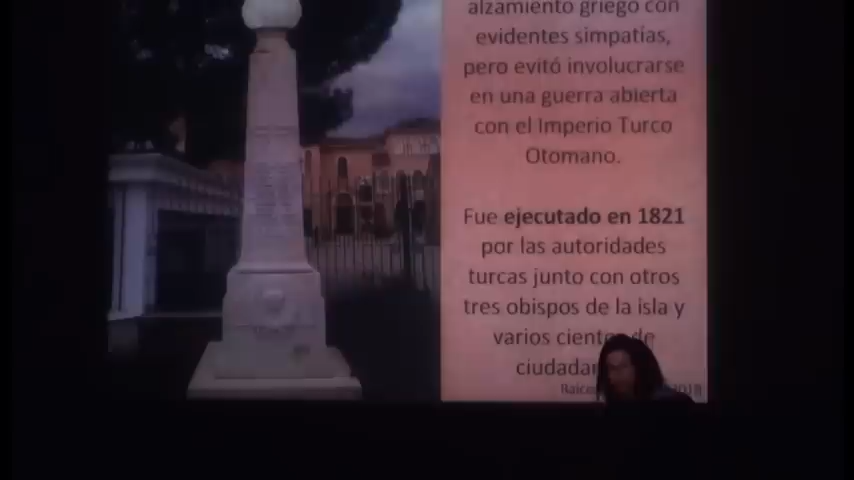 alzamiento griego con
evidentes simpatías,
pero evitó involucrarse
en una guerra abierta
con el Imperio Turco
Otomano.
Fue ejecutado en 1821
por las autoridades
turcas junto con otros
tres obispos de la isla y
varios cientos de